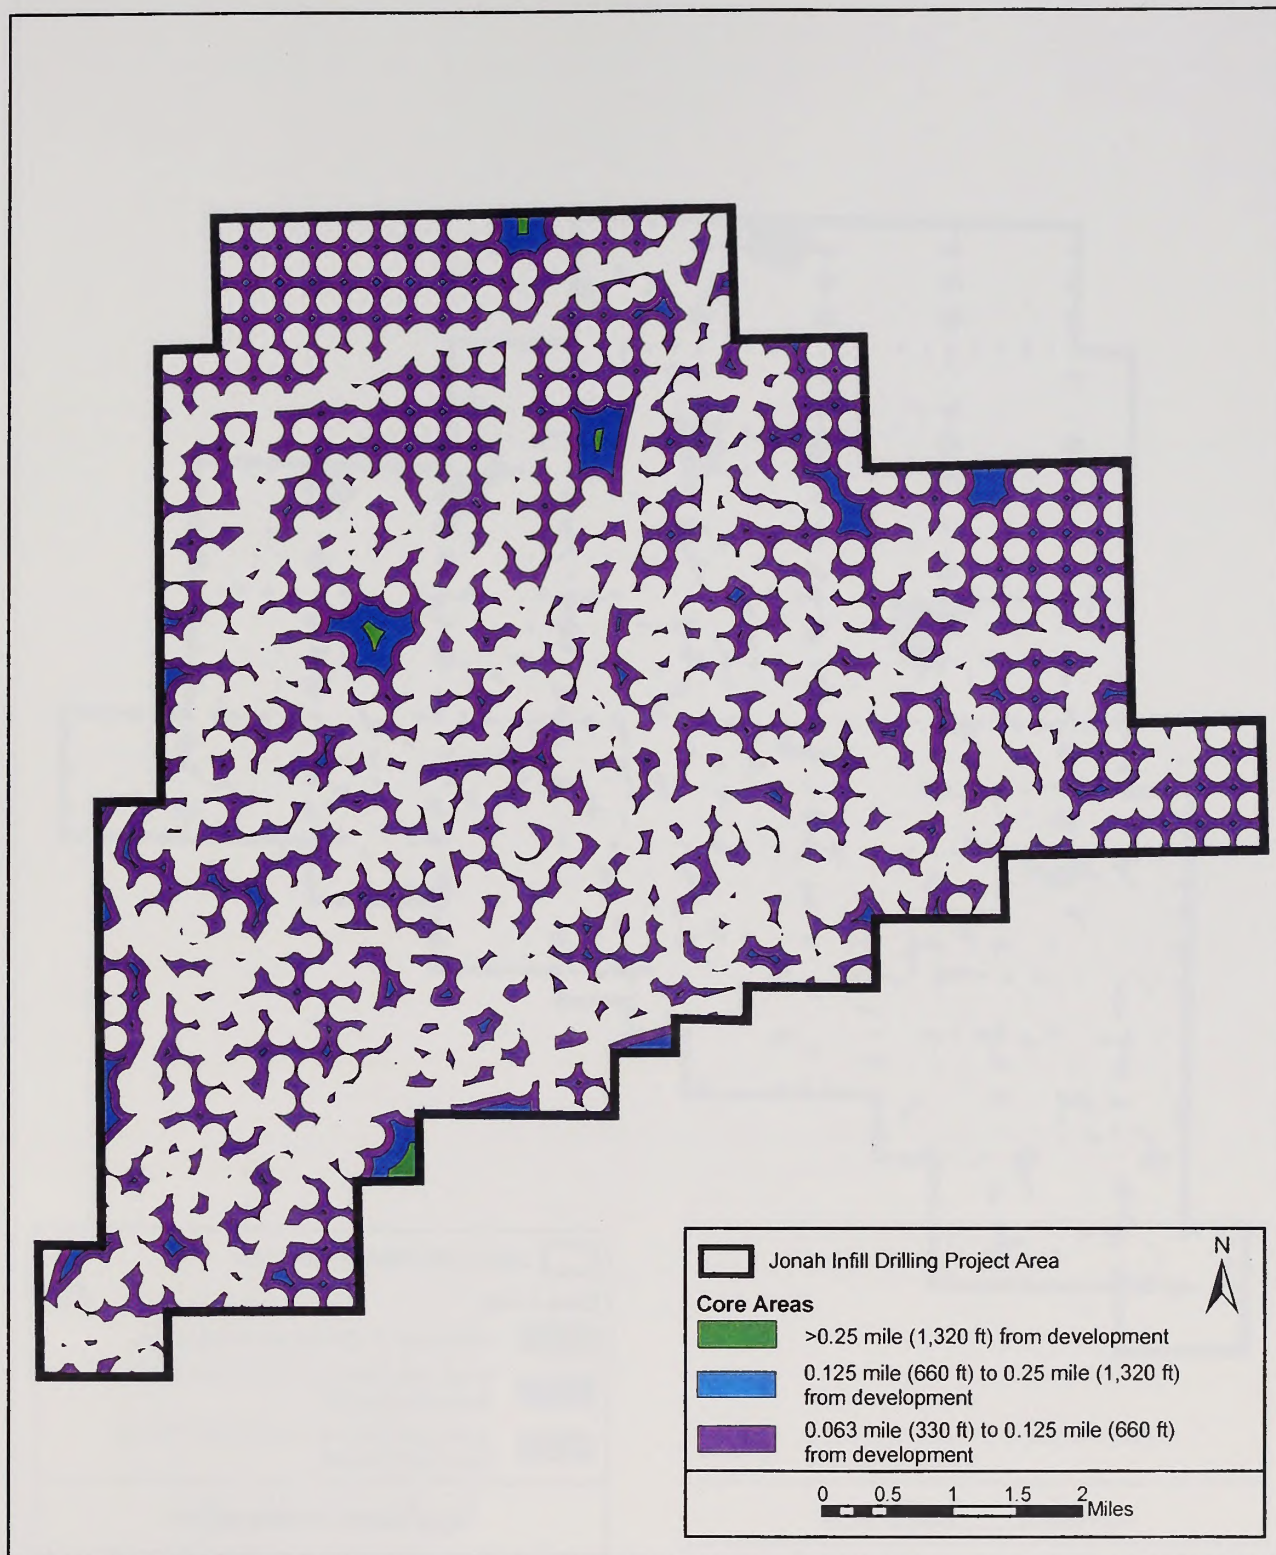 Jonah Infill Drilling Project Area
N
Core Areas
>0.25 mile (1,320 ft) from development
0.125 mile (660 ft) to 0.25 mile (1,320 ft)
from development
0.063 mile (330 ft) to 0.125 mile (660 ft)
from development
0 0.5 1 1.5 2
Miles